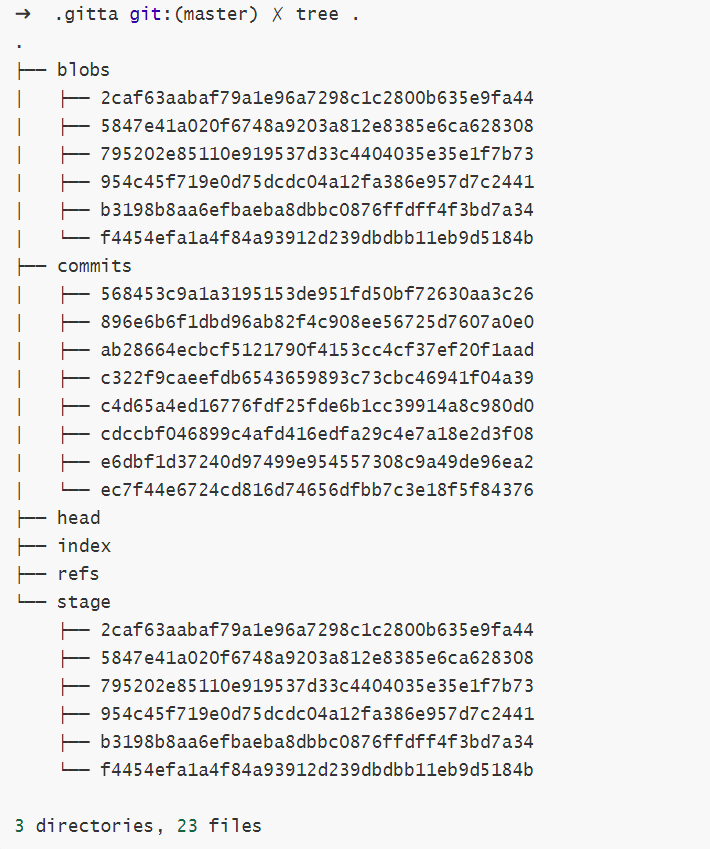 → .gitta git:(master) ✗ tree .
.
├── blobs
│   ├── 2caf63aabaf79a1e96a7298c1c2800b635e9fa44
│   ├── 5847e41a020f6748a9203a812e8385e6ca628308
│   ├── 795202e85110e919537d33c4404035e35e1f7b73
│   ├── 954c45f719e0d75dcdc04a12fa386e957d7c2441
│   ├── b3198b8aa6efbaeba8dbbc0876ffdff4f3bd7a34
│   └── f4454efa1a4f84a93912d239dbdbb11eb9d5184b
├── commits
│   ├── 568453c9a1a3195153de951fd50bf72630aa3c26
│   ├── 896e6b6f1dbd96ab82f4c908ee56725d7607a0e0
│   ├── ab28664ecbcf5121790f4153cc4cf37ef20f1aad
│   ├── c322f9caeefdb6543659893c73cbc46941f04a39
│   ├── c4d65a4ed16776fdf25fde6b1cc39914a8c980d0
│   ├── cdccbf046899c4afd416edfa29c4e7a18e2d3f08
│   ├── e6dbf1d37240d97499e954557308c9a49de96ea2
│   └── ec7f44e6724cd816d74656dfbb7c3e18f5f84376
├── head
├── index
├── refs
└── stage
    ├── 2caf63aabaf79a1e96a7298c1c2800b635e9fa44
    ├── 5847e41a020f6748a9203a812e8385e6ca628308
    ├── 795202e85110e919537d33c4404035e35e1f7b73
    ├── 954c45f719e0d75dcdc04a12fa386e957d7c2441
    ├── b3198b8aa6efbaeba8dbbc0876ffdff4f3bd7a34
    └── f4454efa1a4f84a93912d239dbdbb11eb9d5184b
3 directories, 23 files